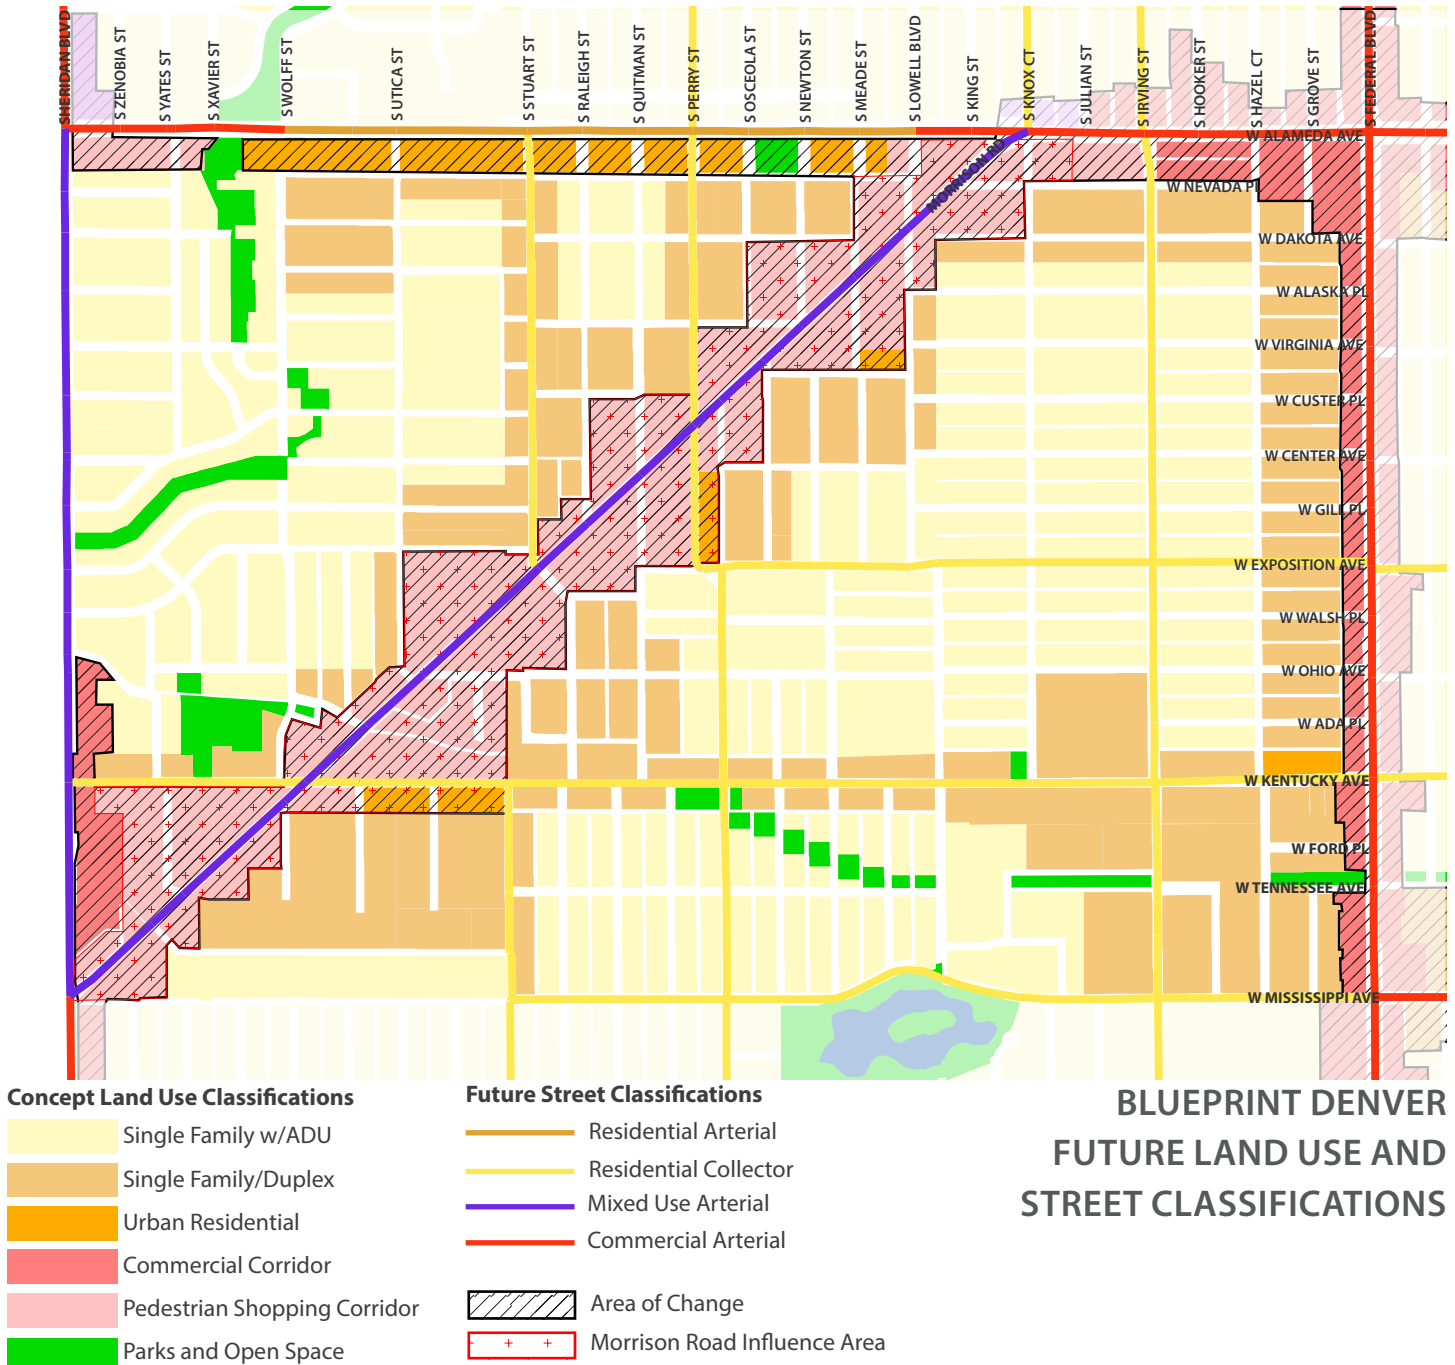 SHERIDAN BLVD
S ZENOBIA ST
S YATES ST
S XAVIER ST
S WOLFF ST
S UTICA ST
S STUART ST
S RALEIGH ST
S QUITMAN ST
S PERRY ST
S OSCEOLA ST
S NEWTON ST
S MEADE ST
S LOWELL BLVD
S KING ST
S KNOX CT
S JULIAN ST
S IRVING ST
S HOOKER ST
S HAZEL CT
S GROVE ST
S FEDERAL BLVD
MORRISON RD
W ALAMEDA AVE
W NEVADA PL
W DAKOTA AVE
W ALASKA PL
W VIRGINIA AVE
W CUSTER PL
W CENTER AVE
W GILL PL
W EXPOSITION AVE
W WALSH PL
W OHIO AVE
W ADA PL
W KENTUCKY AVE
W FORD PL
W TENNESSEE AVE
W MISSISSIPPI AVE
Concept Land Use Classifications
Single Family w/ADU
Single Family/Duplex
Urban Residential
Commercial Corridor
Pedestrian Shopping Corridor
Parks and Open Space
Future Street Classifications
Residential Arterial
Residential Collector
Mixed Use Arterial
Commercial Arterial
Area of Change
Morrison Road Influence Area
BLUEPRINT DENVER
FUTURE LAND USE AND
STREET CLASSIFICATIONS